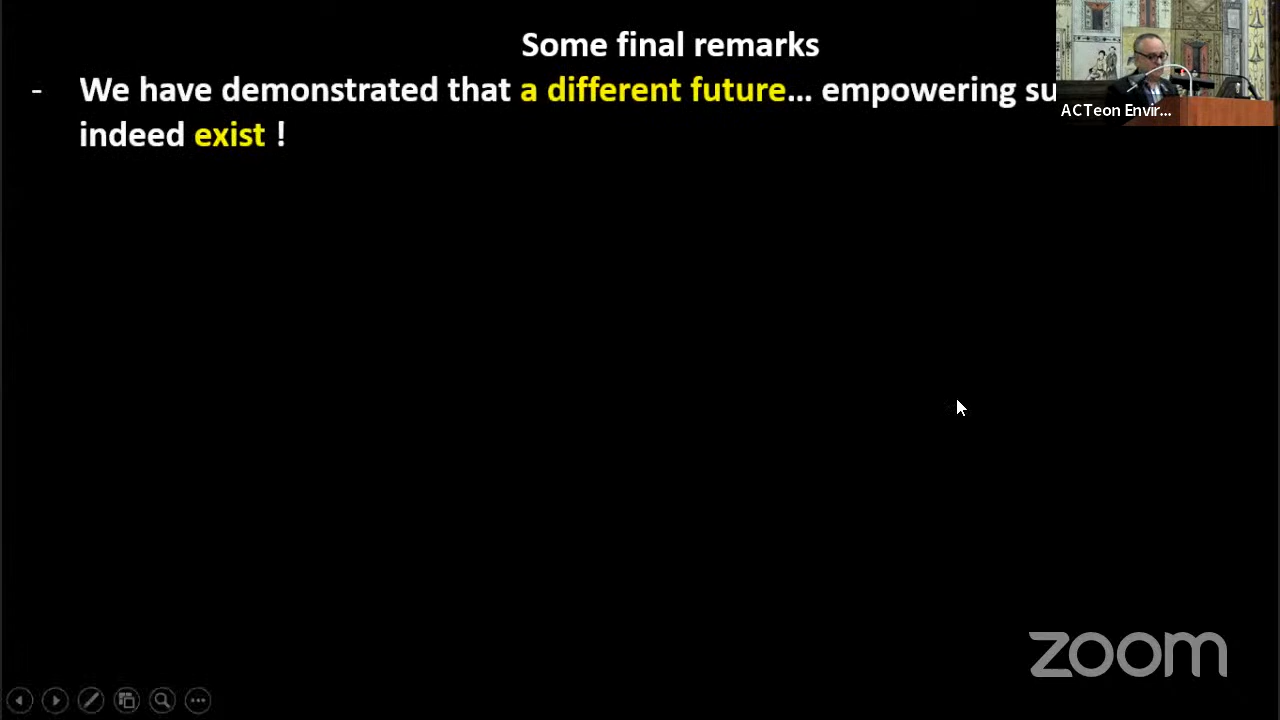 Some final remarks
- We have demonstrated that a different future... empowering
indeed exist !
ACTeon Envir...
zoom